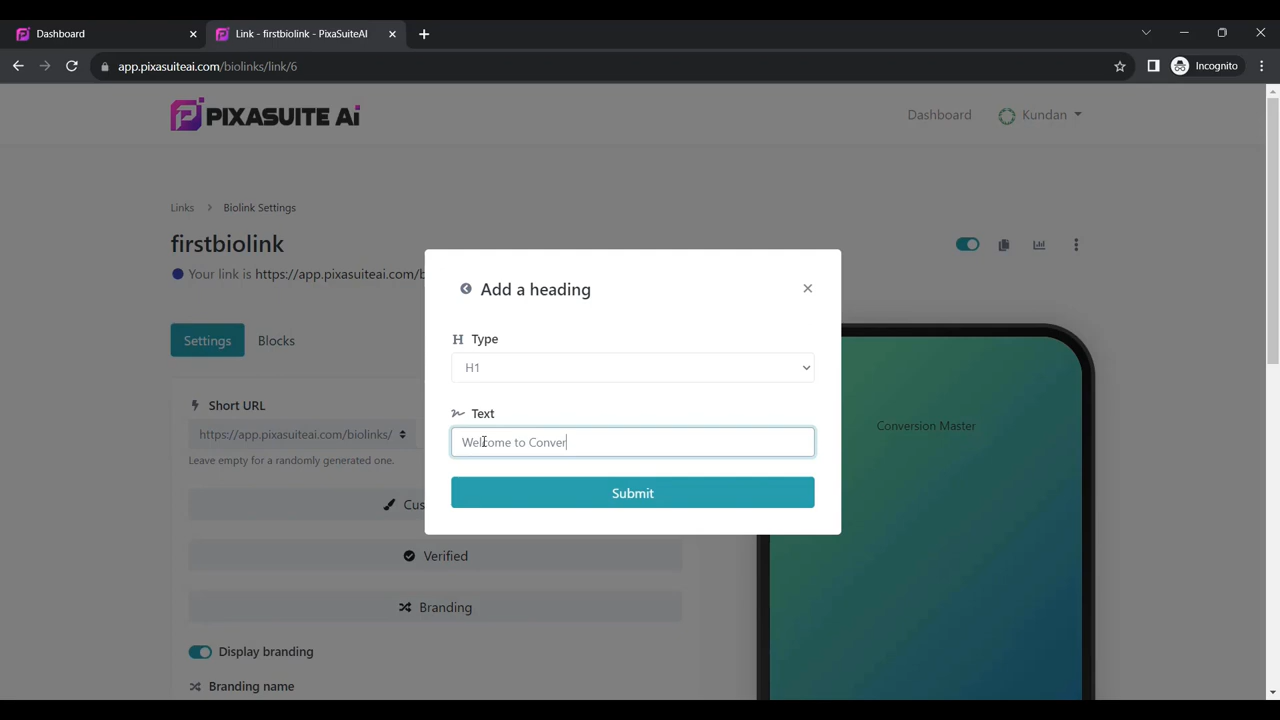 Dashboard
Link - firstbiolink - PixaSuiteAI
app.pixasuiteai.com/biolinks/link/6
Incognito
PIXASUITE Ai
Dashboard
Kundan
Links
Biolink Settings
firstbiolink
Your link is https://app.pixasuiteai.com/b
Add a heading
H Type
H1
Settings
Blocks
Text
Short URL
Conversion Master
https://app.pixasuiteai.com/biolinks/
Welcome to Conver
Leave empty for a randomly generated one.
Submit
Cus
Verified
Branding
Display branding
Branding name